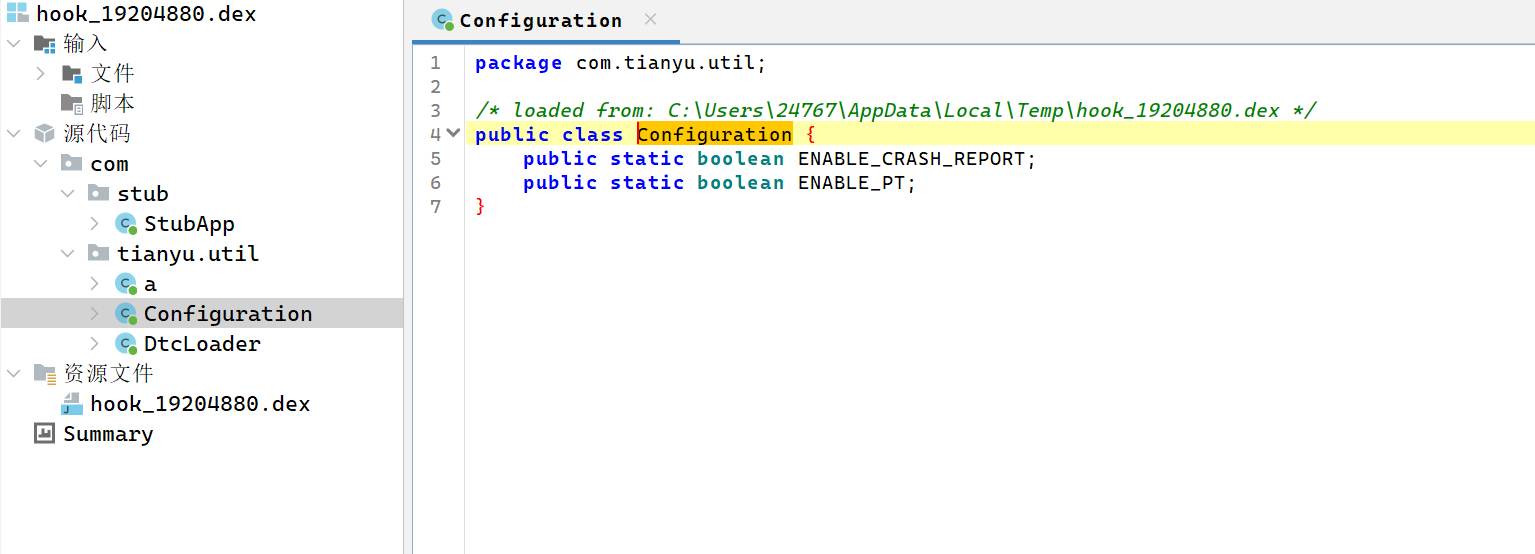 hook_19204880.dex
输入
文件
脚本
源代码
com
stub
StubApp
tianyu.util
a
Configuration
DtcLoader
资源文件
hook_19204880.dex
Summary
Configuration
1 package com.tianyu.util;
2
3 /* loaded from: C:\Users\24767\AppData\Local\Temp\hook_19204880.dex */
4 public class Configuration {
5 public static boolean ENABLE_CRASH_REPORT;
6 public static boolean ENABLE_PT;
7 }